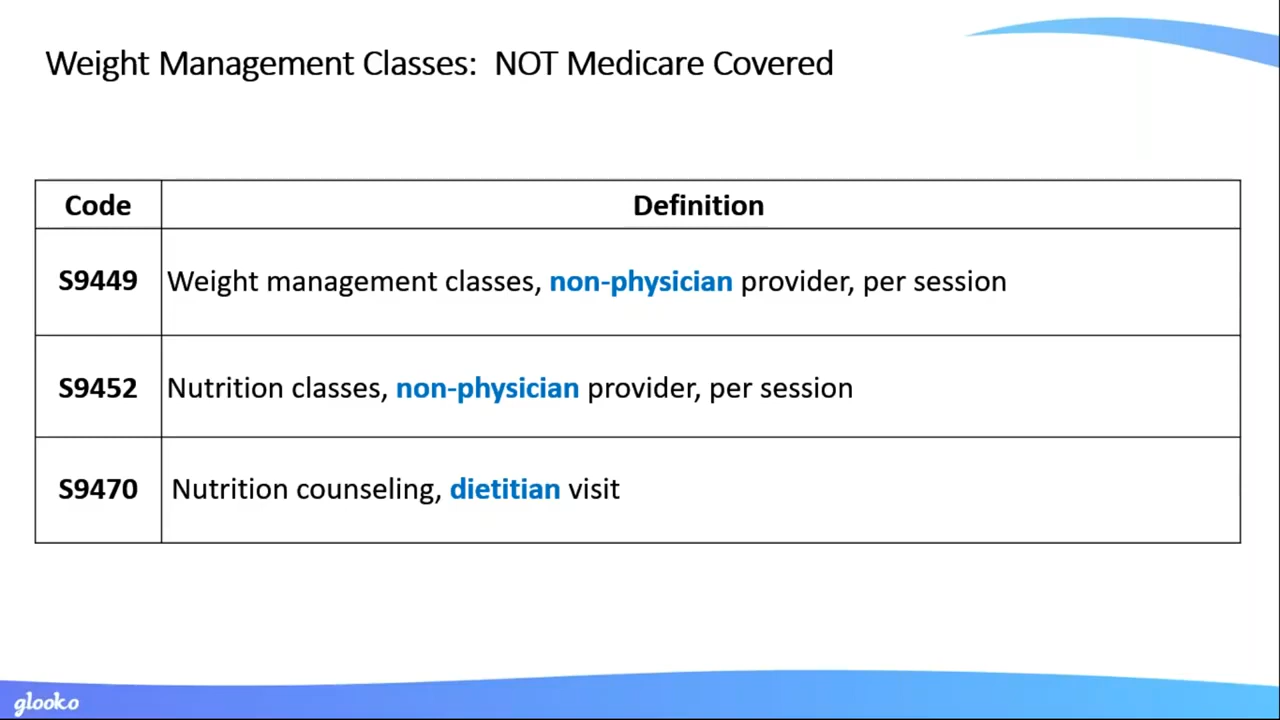 Weight Management Classes:  NOT Medicare Covered
Code Definition
S9449 Weight management classes, non-physician provider, per session
S9452 Nutrition classes, non-physician provider, per session
S9470 Nutrition counseling, dietitian visit
glooko